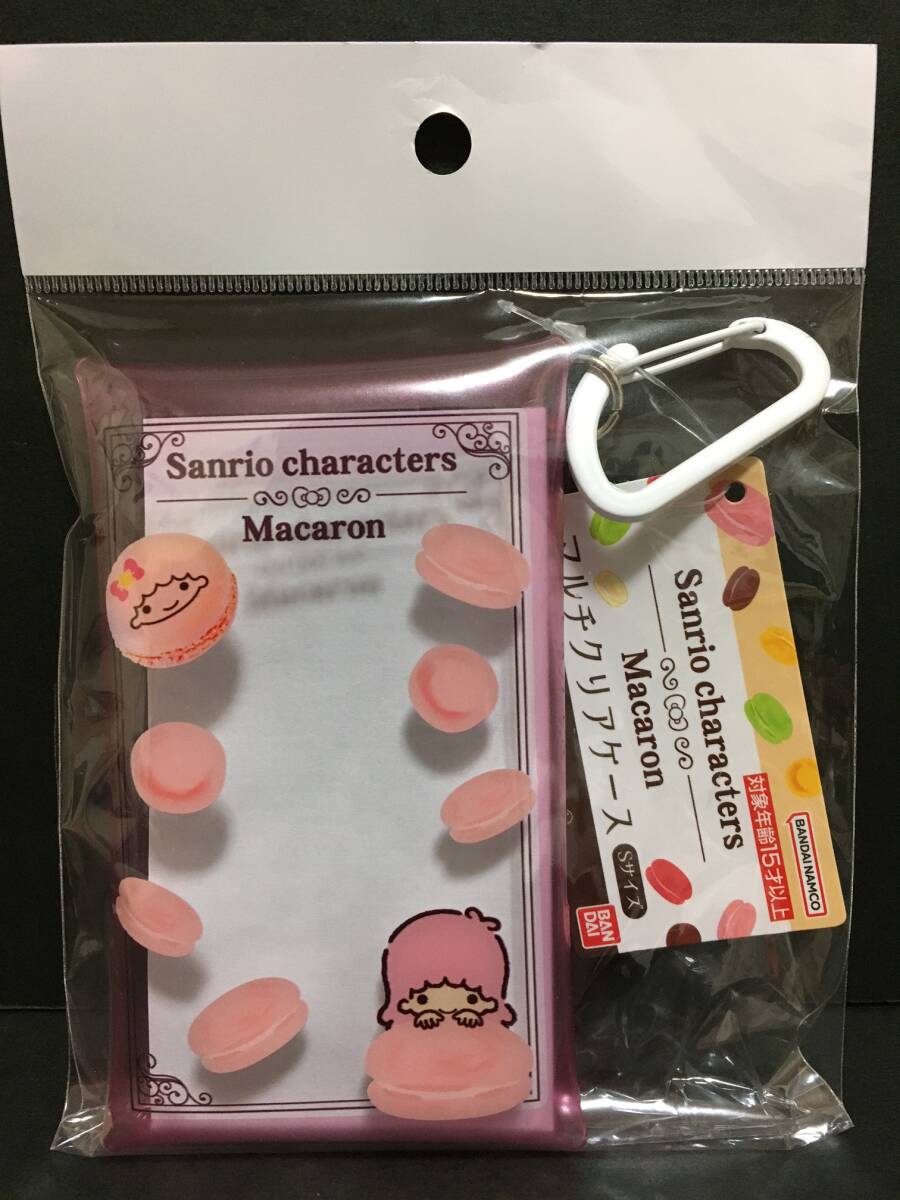 Sanrio characters
Macaron
Sanrio characters
Macaron
マルチクリアケース
Sサイズ
対象年齢15才以上
BANDAI NAMCO
BAN
DAI